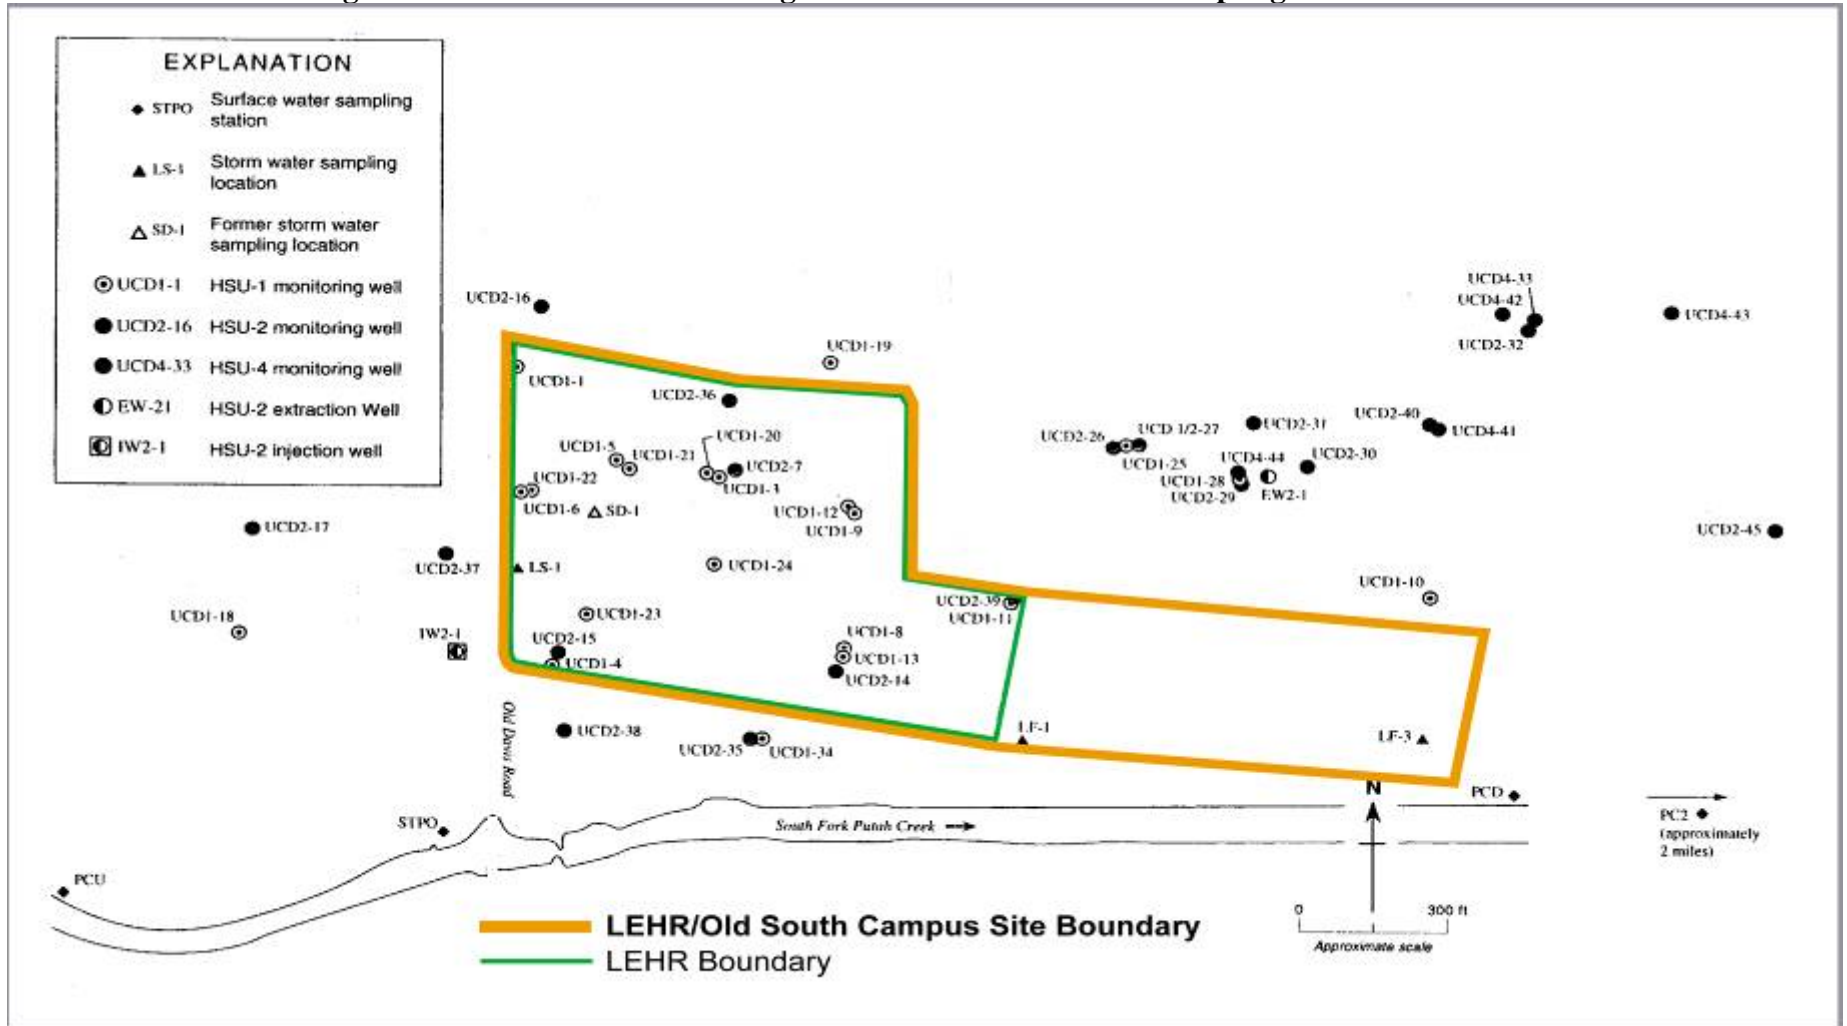 EXPLANATION
STPO Surface water sampling
station
LS-1 Storm water sampling
location
SD-1 Former storm water
sampling location
UCD1-1 HSU-1 monitoring well
UCD2-16 HSU-2 monitoring well
UCD4-33 HSU-4 monitoring well
EW-21 HSU-2 extraction Well
IW2-1 HSU-2 injection well
UCD2-16
UCD4-33
UCD4-42
UCD4-43
UCD2-32
UCD1-19
UCD1-1
UCD2-36
UCD2-40
UCD4-41
UCD2-31
UCD 1/2-27
UCD2-26
UCD1-25
UCD2-30
UCD4-44
UCD1-28
UCD2-29
EW2-1
UCD1-20
UCD1-5
UCD1-21
UCD2-7
UCD1-3
UCD1-22
UCD1-6
SD-1
UCD1-12
UCD1-9
UCD2-17
UCD2-37
LS-1
UCD1-24
UCD2-45
UCD1-10
UCD2-39
UCD1-11
UCD1-18
IW2-1
UCD1-23
UCD2-15
UCD1-4
UCD1-8
UCD1-13
UCD2-14
Old Davis Road
UCD2-38
UCD2-35
UCD1-34
LF-1
LF-3
N
PCD
PC2
(approximately
2 miles)
STPO
South Fork Putah Creek
PCU
0 300 ft
Approximate scale
LEHR/Old South Campus Site Boundary
LEHR Boundary